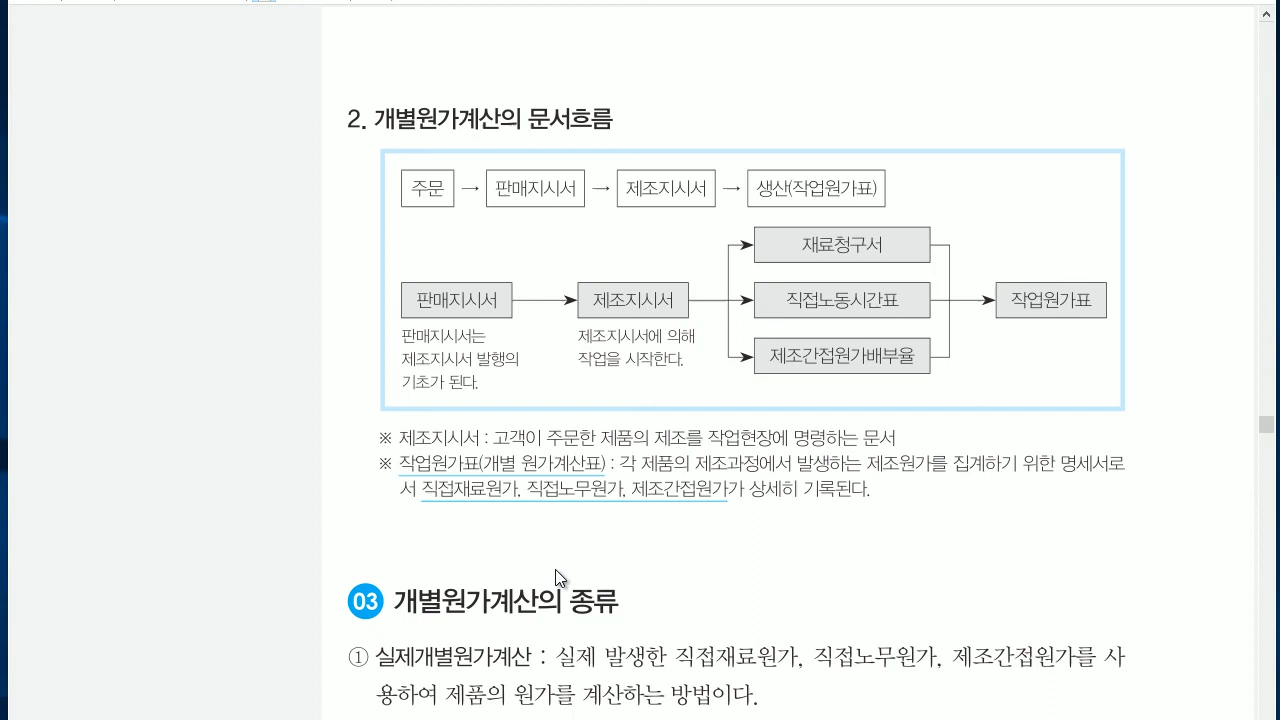 2. 개별원가계산의 문서흐름
주문 → 판매지시서 → 제조지시서 → 생산(작업원가표)
재료청구서
판매지시서 제조지시서 직접노동시간표 작업원가표
판매지시서는 제조지시서에 의해
제조지시서 발행의 작업을 시작한다.
기초가 된다.
제조간접원가배부율
※ 제조지시서 : 고객이 주문한 제품의 제조를 작업현장에 명령하는 문서
※ 작업원가표(개별 원가계산표) : 각 제품의 제조과정에서 발생하는 제조원가를 집계하기 위한 명세서로
서 직접재료원가, 직접노무원가, 제조간접원가가 상세히 기록된다.
03 개별원가계산의 종류
① 실제개별원가계산 : 실제 발생한 직접재료원가, 직접노무원가, 제조간접원가를 사
용하여 제품의 원가를 계산하는 방법이다.